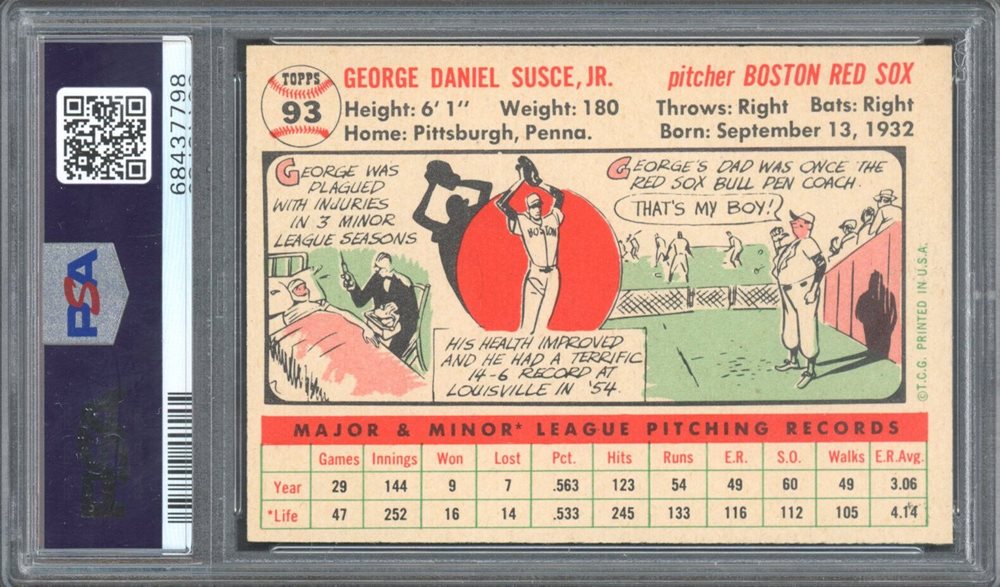 68437798
PSA
TOPPS
93
GEORGE DANIEL SUSCE, JR. pitcher BOSTON RED SOX
Height: 6' 1" Weight: 180 Throws: Right Bats: Right
Home: Pittsburgh, Penna. Born: September 13, 1932
GEORGE WAS
PLAGUED
WITH INJURIES
IN 3 MINOR
LEAGUE SEASONS
BOSTON
HIS HEALTH IMPROVED
AND HE HAD A TERRIFIC
14-6 RECORD AT
LOUISVILLE IN '54.
GEORGE'S DAD WAS ONCE THE
RED SOX BULL PEN COACH.
THAT'S MY BOY!
©T.C.G. PRINTED IN U.S.A.
MAJOR & MINOR* LEAGUE PITCHING RECORDS
Games Innings Won Lost Pct. Hits Runs E.R. S.O. Walks E.R.Avg.
Year 29 144 9 7 .563 123 54 49 60 49 3.06
*Life 47 252 16 14 .533 245 133 116 112 105 4.14